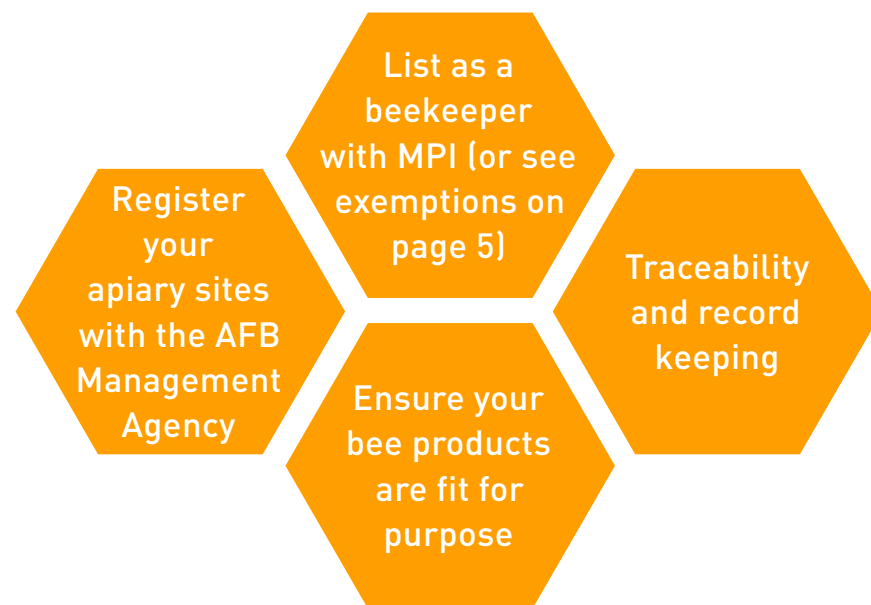 List as a
beekeeper
with MPI (or see
exemptions on
page 5)
Register
your
apiary sites
with the AFB
Management
Agency
Traceability
and record
keeping
Ensure your
bee products
are fit for
purpose